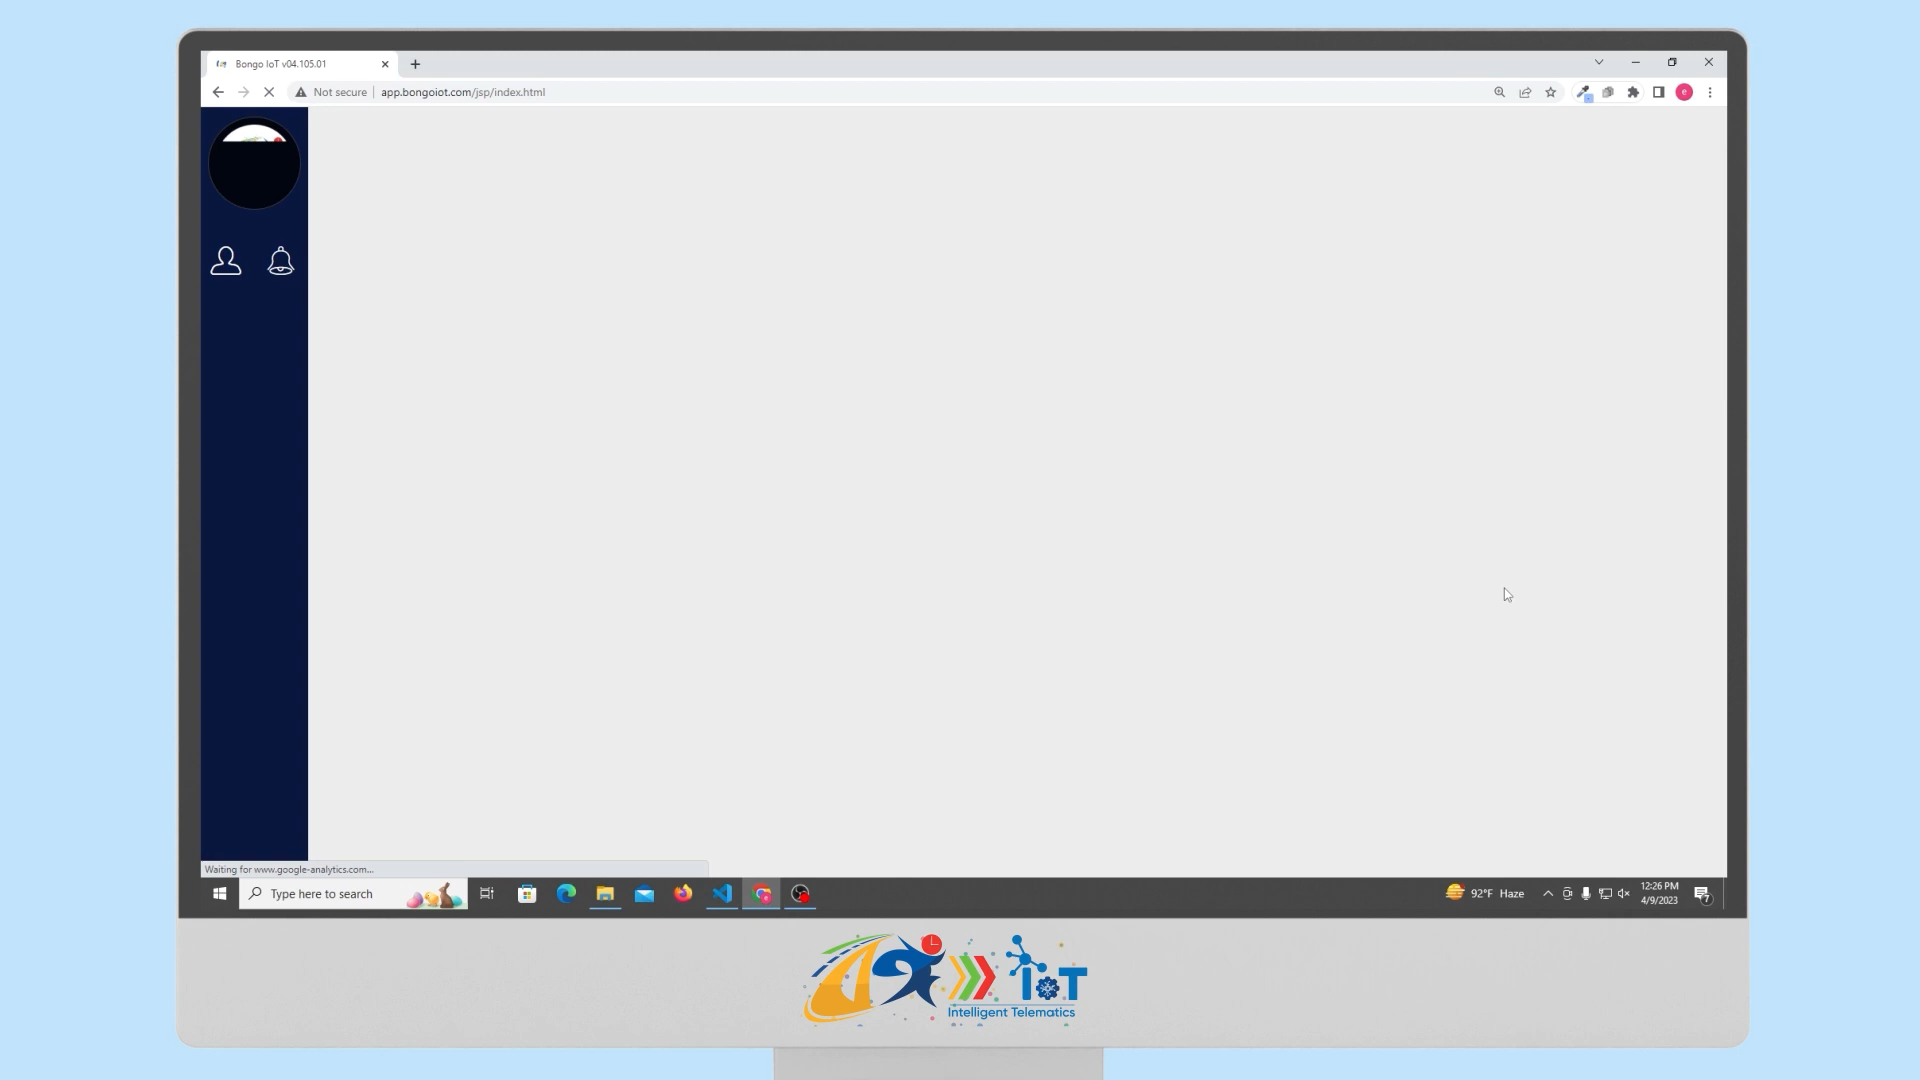 Bongo IoT v04.105.01
Not secure
app.bongoiot.com/jsp/index.html
e
Waiting for www.google-analytics.com...
Type here to search
92°F Haze
12:26 PM
4/9/2023
7
IoT
Intelligent Telematics